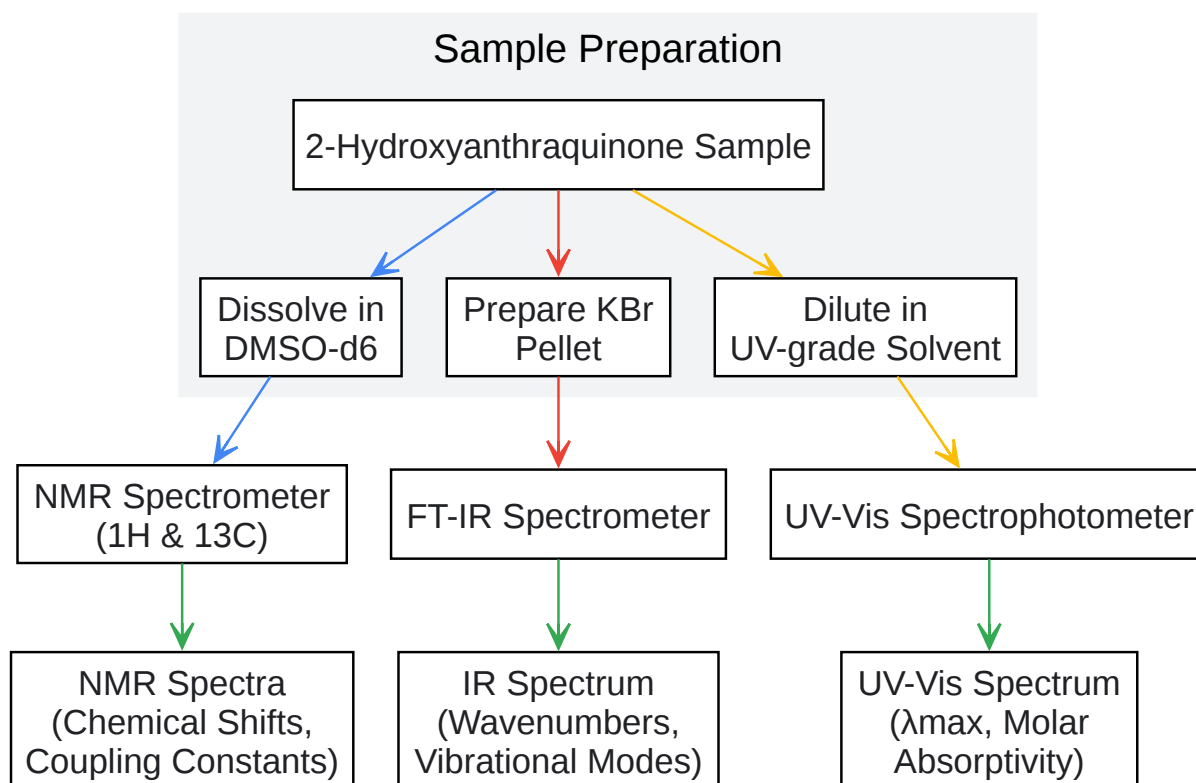 Sample Preparation
2-Hydroxyanthraquinone Sample
Dissolve in
DMSO-d6
Prepare KBr
Pellet
Dilute in
UV-grade Solvent
NMR Spectrometer
(1H & 13C)
FT-IR Spectrometer
UV-Vis Spectrophotometer
NMR Spectra
(Chemical Shifts,
Coupling Constants)
IR Spectrum
(Wavenumbers,
Vibrational Modes)
UV-Vis Spectrum
(λmax, Molar
Absorptivity)